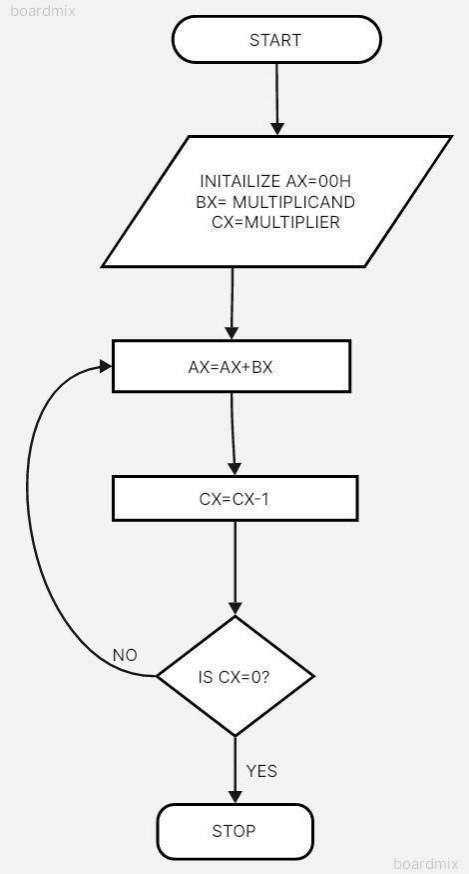 boardmix
START
INITAILIZE AX=00H
BX= MULTIPLICAND
CX=MULTIPLIER
AX=AX+BX
CX=CX-1
NO
IS CX=0?
YES
STOP
boardmix